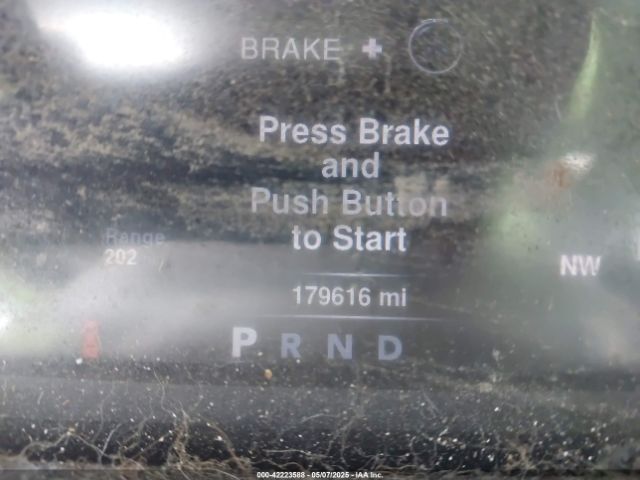 BRAKE +
Press Brake
and
Push Button
to Start
Range
202
NW
179616 mi
P R N D
000-42223588 - 05/07/2025 - IAA Inc.